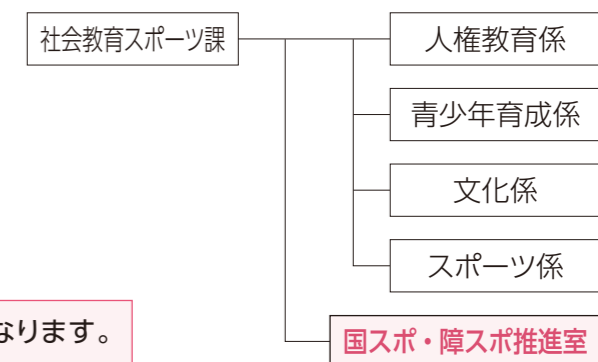 社会教育スポーツ課
人権教育係
青少年育成係
文化係
スポーツ係
なります。
国スポ・障スポ推進室